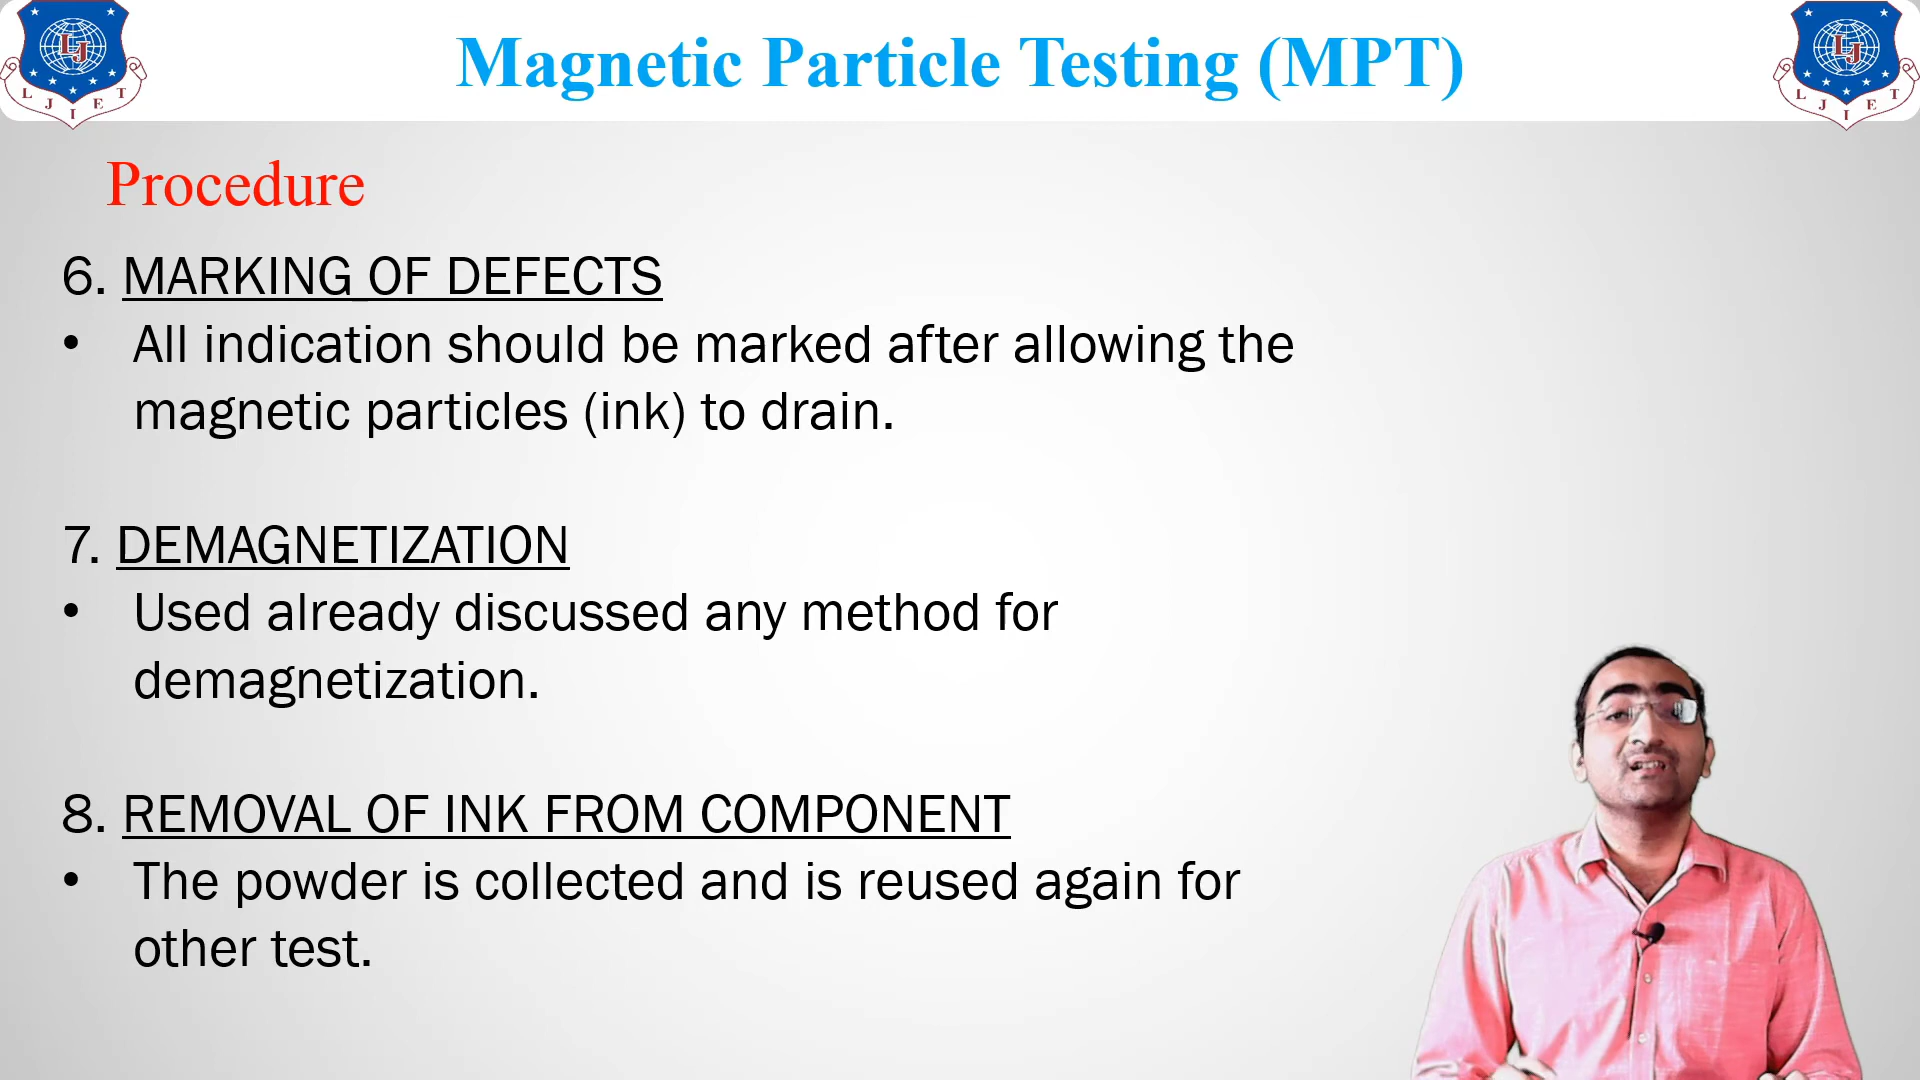 Magnetic Particle Testing (MPT)
LJ
L J I E T
LJ
L J I E T
Procedure
6. MARKING OF DEFECTS
• All indication should be marked after allowing the
magnetic particles (ink) to drain.
7. DEMAGNETIZATION
• Used already discussed any method for
demagnetization.
8. REMOVAL OF INK FROM COMPONENT
• The powder is collected and is reused again for
other test.